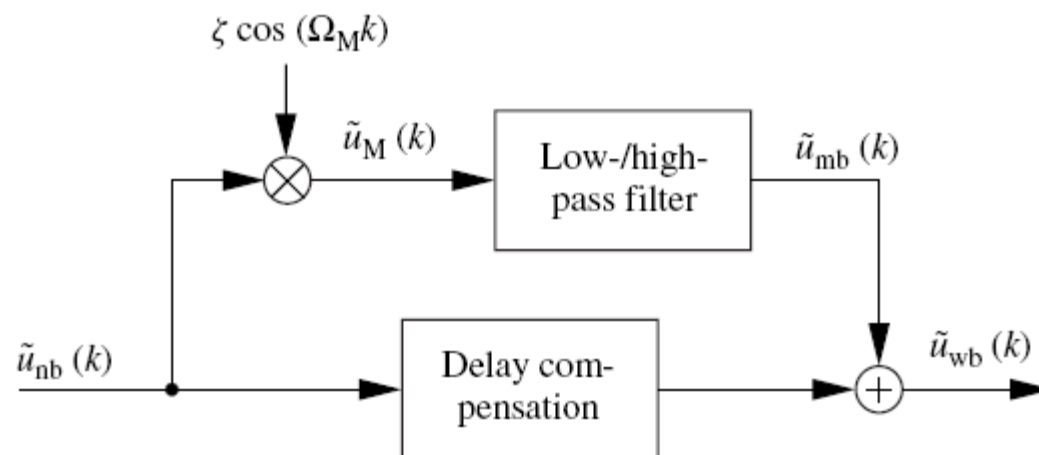 ζ cos (Ω_M k)
ũ_M (k)
Low-/high-
pass filter
ũ_mb (k)
ũ_nb (k)
Delay com-
pensation
ũ_wb (k)